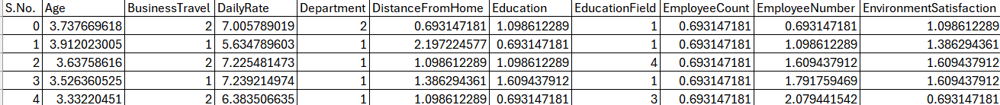 S.No. Age BusinessTravel DailyRate Department DistanceFromHome Education EducationField EmployeeCount EmployeeNumber EnvironmentSatisfaction
0 3.737669618 2 7.005789019 2 0.693147181 1.098612289 1 0.693147181 0.693147181 1.098612289
1 3.912023005 1 5.634789603 1 2.197224577 0.693147181 1 0.693147181 1.098612289 1.386294361
2 3.63758616 2 7.225481473 1 1.098612289 1.098612289 4 0.693147181 1.609437912 1.609437912
3 3.526360525 1 7.239214974 1 1.386294361 1.609437912 1 0.693147181 1.791759469 1.609437912
4 3.33220451 2 6.383506635 1 1.098612289 0.693147181 3 0.693147181 2.079441542 0.693147181